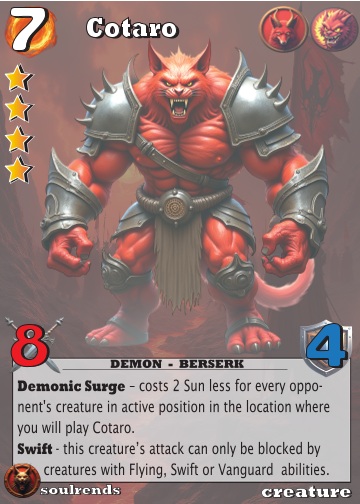 7 Cotaro
8 4
DEMON - BERSERK
Demonic Surge - costs 2 Sun less for every oppo-
nent's creature in active position in the location where
you will play Cotaro.
Swift - this creature's attack can only be blocked by
creatures with Flying, Swift or Vanguard abilities.
soulrends creature